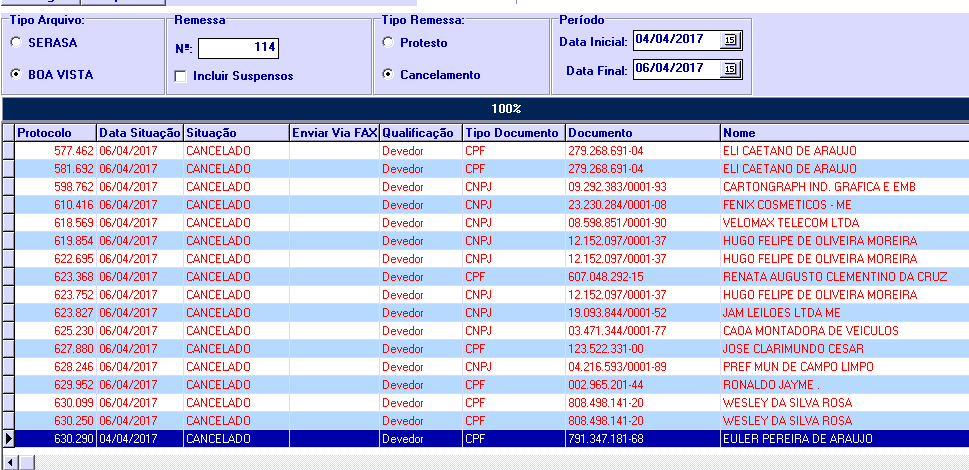 Tipo Arquivo: Remessa Tipo Remessa: Período
SERASA Nº: 114 Protesto Data Inicial: 04/04/2017 15
BOA VISTA Incluir Suspensos Cancelamento Data Final: 06/04/2017 15
100%
Protocolo Data Situação Situação Enviar Via FAX Qualificação Tipo Documento Documento Nome
577.462 06/04/2017 CANCELADO Devedor CPF 279.268.691-04 ELI CAETANO DE ARAUJO
581.692 06/04/2017 CANCELADO Devedor CPF 279.268.691-04 ELI CAETANO DE ARAUJO
598.762 06/04/2017 CANCELADO Devedor CNPJ 09.292.383/0001-93 CARTONGRAPH IND. GRAFICA E EMB
610.416 06/04/2017 CANCELADO Devedor CNPJ 23.230.284/0001-08 FENIX COSMETICOS - ME
618.569 06/04/2017 CANCELADO Devedor CNPJ 08.598.851/0001-90 VELOMAX TELECOM LTDA
619.854 06/04/2017 CANCELADO Devedor CNPJ 12.152.097/0001-37 HUGO FELIPE DE OLIVEIRA MOREIRA
622.695 06/04/2017 CANCELADO Devedor CNPJ 12.152.097/0001-37 HUGO FELIPE DE OLIVEIRA MOREIRA
623.368 06/04/2017 CANCELADO Devedor CPF 607.048.292-15 RENATA AUGUSTO CLEMENTINO DA CRUZ
623.752 06/04/2017 CANCELADO Devedor CNPJ 12.152.097/0001-37 HUGO FELIPE DE OLIVEIRA MOREIRA
623.827 06/04/2017 CANCELADO Devedor CNPJ 19.093.844/0001-52 JAM LEILOES LTDA ME
625.230 06/04/2017 CANCELADO Devedor CNPJ 03.471.344/0001-77 CAOA MONTADORA DE VEICULOS
627.880 06/04/2017 CANCELADO Devedor CPF 123.522.331-00 JOSE CLARIMUNDO CESAR
628.246 06/04/2017 CANCELADO Devedor CNPJ 04.216.593/0001-89 PREF MUN DE CAMPO LIMPO
629.952 06/04/2017 CANCELADO Devedor CPF 002.965.201-44 RONALDO JAYME .
630.099 06/04/2017 CANCELADO Devedor CPF 808.498.141-20 WESLEY DA SILVA ROSA
630.250 06/04/2017 CANCELADO Devedor CPF 808.498.141-20 WESLEY DA SILVA ROSA
630.290 04/04/2017 CANCELADO Devedor CPF 791.347.181-68 EULER PEREIRA DE ARAUJO